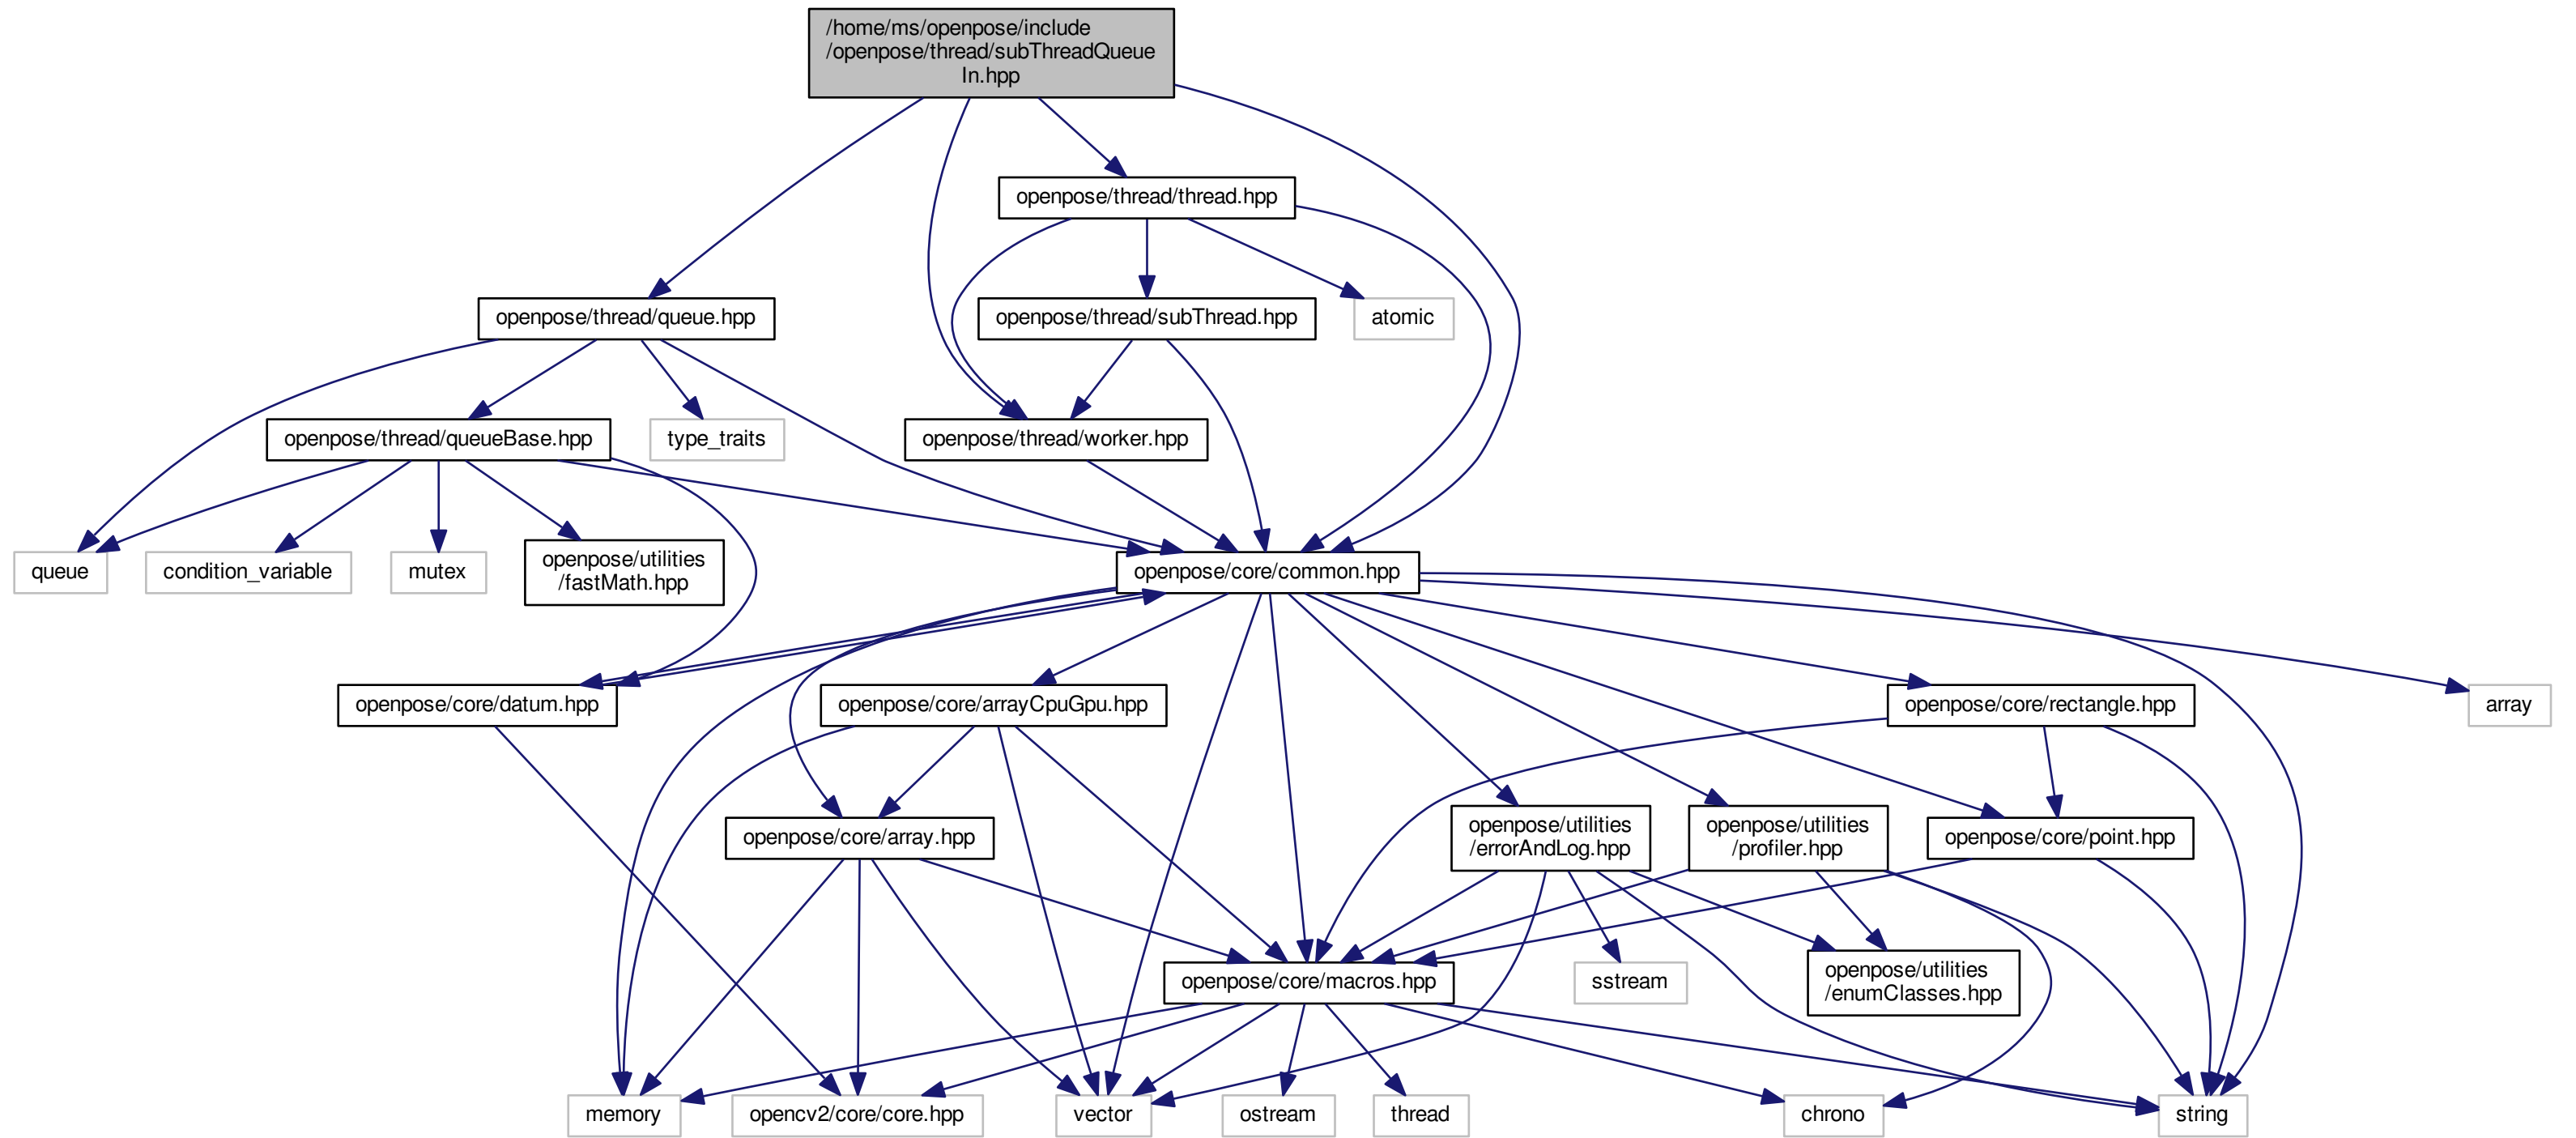 /home/ms/openpose/include
/openpose/thread/subThreadQueue
In.hpp
openpose/thread/thread.hpp
openpose/thread/queue.hpp
openpose/thread/subThread.hpp
atomic
openpose/thread/queueBase.hpp
type_traits
openpose/thread/worker.hpp
queue
condition_variable
mutex
openpose/utilities
/fastMath.hpp
openpose/core/common.hpp
openpose/core/datum.hpp
openpose/core/arrayCpuGpu.hpp
openpose/core/rectangle.hpp
array
openpose/core/array.hpp
openpose/utilities
/errorAndLog.hpp
openpose/utilities
/profiler.hpp
openpose/core/point.hpp
openpose/core/macros.hpp
sstream
openpose/utilities
/enumClasses.hpp
memory
opencv2/core/core.hpp
vector
ostream
thread
chrono
string